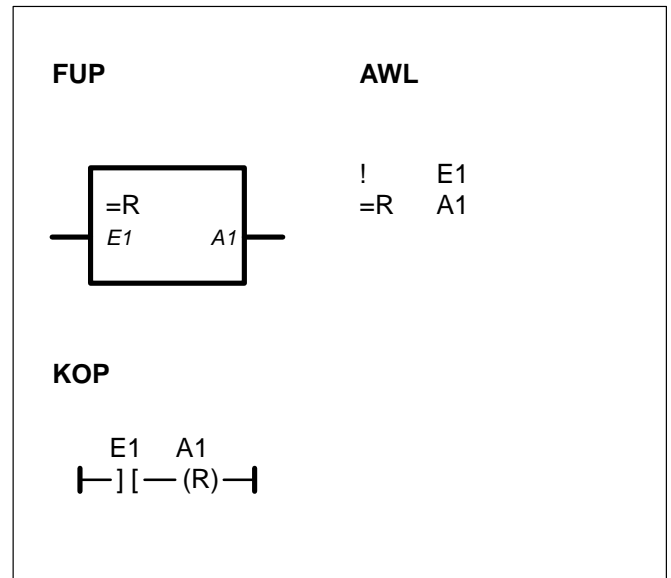 FUP AWL
! E1
=R A1
=R
E1 A1
KOP
E1 A1
] [ (R)